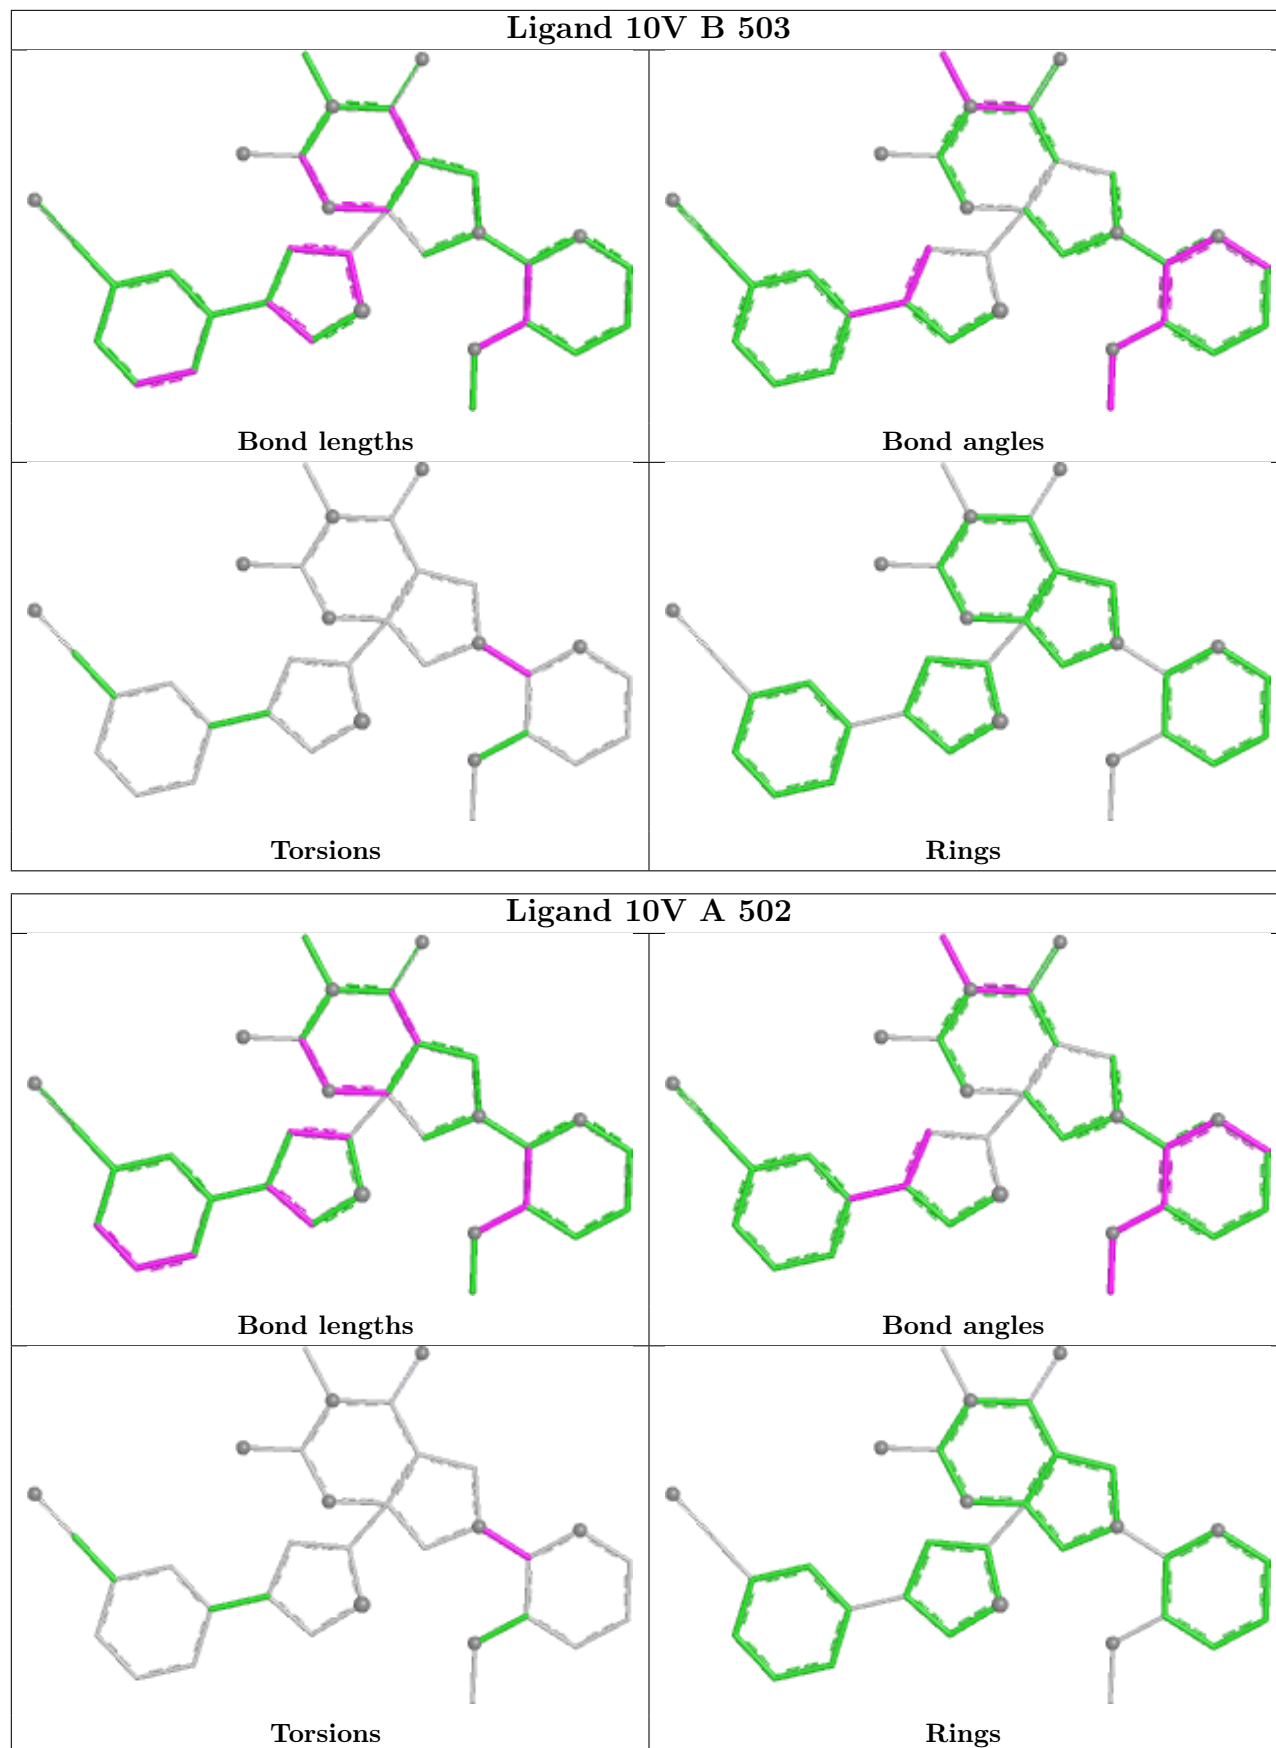 Ligand 10V B 503
Bond lengths
Bond angles
Torsions
Rings
Ligand 10V A 502
Bond lengths
Bond angles
Torsions
Rings